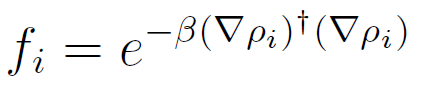 $f_i = e^{-\beta(\nabla\rho_i)^\dagger(\nabla\rho_i)}$